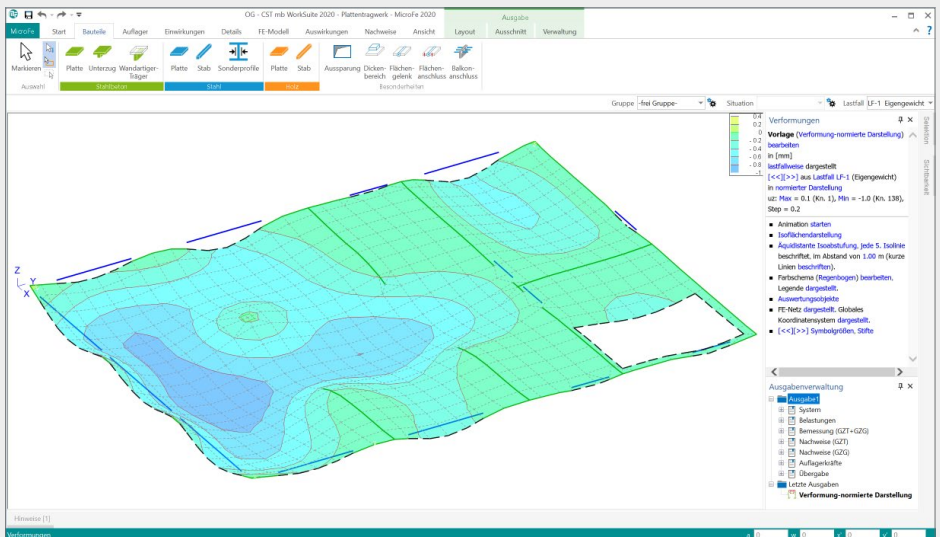 OG - CST mb WorkSuite 2020 - Plattentragwerk - MicroFe 2020
Ausgabe
MicroFe Start Bauteile Auflager Einwirkungen Details FE-Modell Auswirkungen Nachweise Ansicht Layout Ausschnitt Verwaltung
Markieren
Platte Unterzug Wandartiger-Träger
Platte Stab Sonderprofile
Platte Stab
Aussparung Dicken-bereich Flächen-gelenk Flächen-anschluss Balkon-anschluss
Auswahl Stahlbeton Stahl Holz Besonderheiten
Gruppe -frei Gruppe- Situation Lastfall LF-1 Eigengewicht
0.4
0.2
0
- 0.2
- 0.4
- 0.6
- 0.8
-1
Z
Y
X
Verformungen
Vorlage (Verformung-normierte Darstellung)
bearbeiten
in [mm]
lastfallweise dargestellt
[<<][>>] aus Lastfall LF-1 (Eigengewicht)
in normierter Darstellung
uz: Max = 0.1 (Kn. 1), Min = -1.0 (Kn. 138),
Step = 0.2
Animation starten
Isoflächendarstellung
Äquidistante Isoabstufung, jede 5. Isolinie
beschriftet, im Abstand von 1.00 m (kurze
Linien beschriften).
Farbschema (Regenbogen) bearbeiten,
Legende dargestellt.
Auswertungsobjekte
FE-Netz dargestellt. Globales
Koordinatensystem dargestellt.
[<<][>>] Symbolgrößen, Stifte
Selektion
Sichtbarkeit
Ausgabenverwaltung
Ausgabe1
System
Belastungen
Bemessung (GZT+GZG)
Nachweise (GZT)
Nachweise (GZG)
Auflagerkräfte
Übergabe
Letzte Ausgaben
Verformung-normierte Darstellung
Hinweise [1]
Verformungen
a 0 w 0 x' 0 y' 0